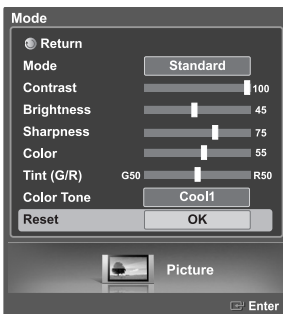 Mode
Return
Mode Standard
Contrast 100
Brightness 45
Sharpness 75
Color 55
Tint (G/R) G50 R50
Color Tone Cool1
Reset OK
Picture
Enter